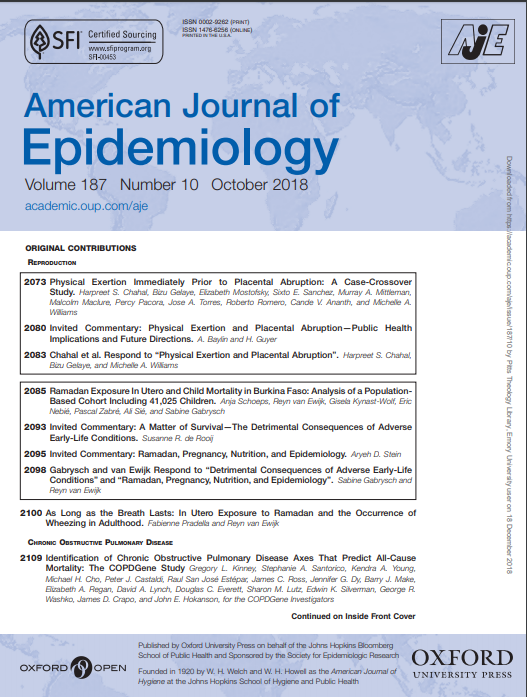 SFI
Certified Sourcing
www.sfiprogram.org
SFI-00453
ISSN 0002-9262 (PRINT)
ISSN 1476-6256 (ONLINE)
PRINTED IN THE U.S.A.
AJE
American Journal of
Epidemiology
Volume 187 Number 10 October 2018
academic.oup.com/aje
ORIGINAL CONTRIBUTIONS
REPRODUCTION
2073 Physical Exertion Immediately Prior to Placental Abruption: A Case-Crossover
Study. Harpreet S. Chahal, Bizu Gelaye, Elizabeth Mostofsky, Sixto E. Sanchez, Murray A. Mittleman,
Malcolm Maclure, Percy Pacora, Jose A. Torres, Roberto Romero, Cande V. Ananth, and Michelle A.
Williams
2080 Invited Commentary: Physical Exertion and Placental Abruption—Public Health
Implications and Future Directions. A. Baylin and H. Guyer
2083 Chahal et al. Respond to “Physical Exertion and Placental Abruption”. Harpreet S. Chahal,
Bizu Gelaye, and Michelle A. Williams
2085 Ramadan Exposure In Utero and Child Mortality in Burkina Faso: Analysis of a Population-
Based Cohort Including 41,025 Children. Anja Schoeps, Reyn van Ewijk, Gisela Kynast-Wolf, Eric
Nebié, Pascal Zabré, Ali Sié, and Sabine Gabrysch
2093 Invited Commentary: A Matter of Survival—The Detrimental Consequences of Adverse
Early-Life Conditions. Susanne R. de Rooij
2095 Invited Commentary: Ramadan, Pregnancy, Nutrition, and Epidemiology. Aryeh D. Stein
2098 Gabrysch and van Ewijk Respond to “Detrimental Consequences of Adverse Early-Life
Conditions” and “Ramadan, Pregnancy, Nutrition, and Epidemiology”. Sabine Gabrysch and
Reyn van Ewijk
2100 As Long as the Breath Lasts: In Utero Exposure to Ramadan and the Occurrence of
Wheezing in Adulthood. Fabienne Pradella and Reyn van Ewijk
CHRONIC OBSTRUCTIVE PULMONARY DISEASE
2109 Identification of Chronic Obstructive Pulmonary Disease Axes That Predict All-Cause
Mortality: The COPDGene Study Gregory L. Kinney, Stephanie A. Santorico, Kendra A. Young,
Michael H. Cho, Peter J. Castaldi, Raul San José Estépar, James C. Ross, Jennifer G. Dy, Barry J. Make,
Elizabeth A. Regan, David A. Lynch, Douglas C. Everett, Sharon M. Lutz, Edwin K. Silverman, George R.
Washko, James D. Crapo, and John E. Hokanson, for the COPDGene Investigators
Continued on Inside Front Cover
Downloaded from https://academic.oup.com/aje/issue/187/10 by Pitts Theology Library, Emory University user on 18 December 2018
OXFORD OPEN
Published by Oxford University Press on behalf of the Johns Hopkins Bloomberg
School of Public Health and Sponsored by the Society for Epidemiologic Research
Founded in 1920 by W. H. Welch and W. H. Howell as the American Journal of
Hygiene at the Johns Hopkins School of Hygiene and Public Health
OXFORD
UNIVERSITY PRESS